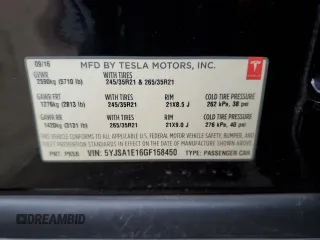 09/16 MFD BY TESLA MOTORS, INC. TESLA
GVWR WITH TIRES
2590kg (5710 lb) 245/35R21 & 265/35R21
GAWR FRT WITH TIRES RIM COLD TIRE PRESSURE
1276kg (2813 lb) 245/35R21 21X8.5 J 262 kPa, 38 psi
GAWR RR WITH TIRES RIM COLD TIRE PRESSURE
1420kg (3131 lb) 265/35R21 21X9.0 J 276 kPa, 40 psi
THIS VEHICLE CONFORMS TO ALL APPLICABLE FEDERAL MOTOR VEHICLE SAFETY, BUMPER, AND
THEFT PREVENTION STANDARDS IN EFFECT ON THE DATE OF MANUFACTURE SHOWN ABOVE.
PNT: PBSB VIN: 5YJSA1E16GF158450 TYPE: PASSENGER CAR
DREAMBID